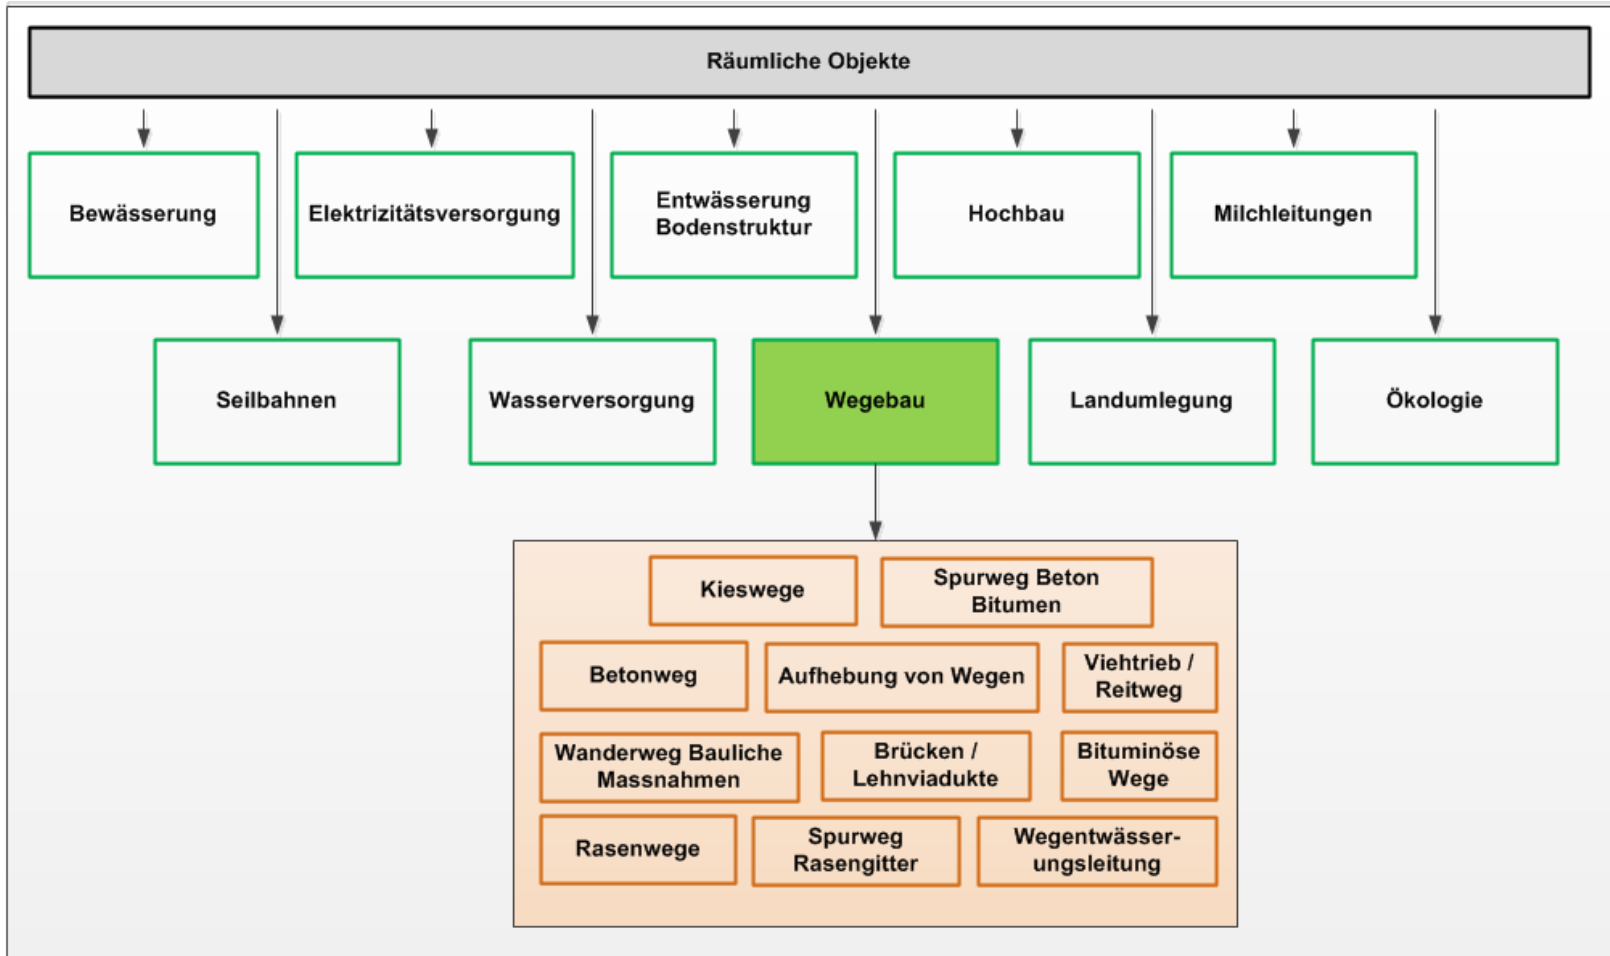 Räumliche Objekte
Bewässerung
Elektrizitätsversorgung
Entwässerung
Bodenstruktur
Hochbau
Milchleitungen
Seilbahnen
Wasserversorgung
Wegebau
Landumlegung
Ökologie
Kieswege
Spurweg Beton
Bitumen
Betonweg
Aufhebung von Wegen
Viehtrieb /
Reitweg
Wanderweg Bauliche
Massnahmen
Brücken /
Lehnviadukte
Bituminöse
Wege
Rasenwege
Spurweg
Rasengitter
Wegentwässer-
ungsleitung